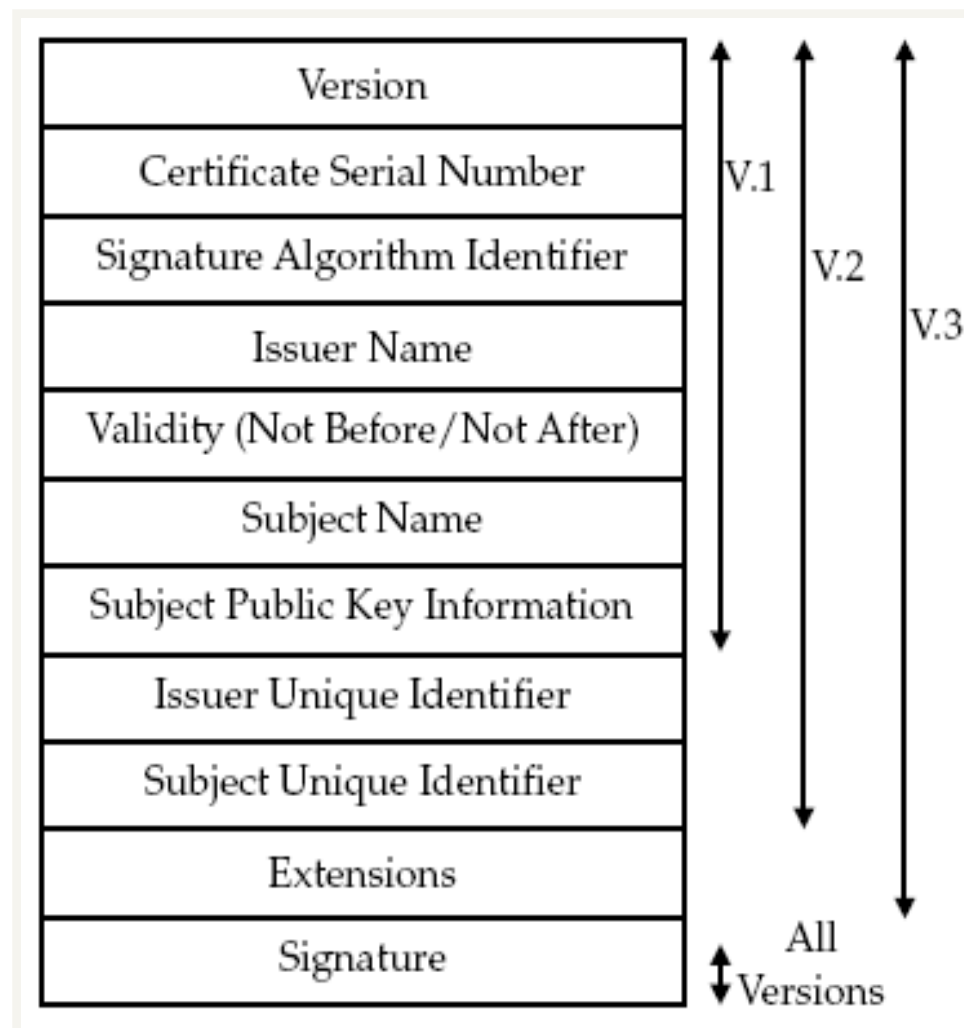 Version
Certificate Serial Number
Signature Algorithm Identifier
Issuer Name
Validity (Not Before/Not After)
Subject Name
Subject Public Key Information
Issuer Unique Identifier
Subject Unique Identifier
Extensions
Signature
V.1
V.2
V.3
All
Versions